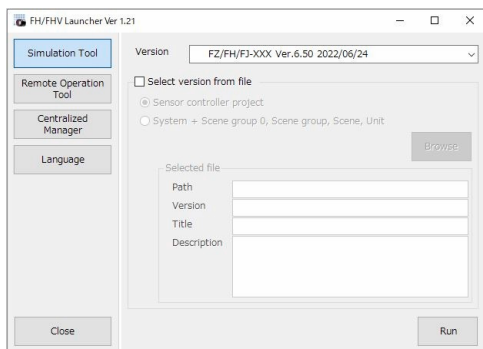 FH/FHV Launcher Ver 1.21
Simulation Tool
Remote Operation
Tool
Centralized
Manager
Language
Close
Version
FZ/FH/FJ-XXX Ver.6.50 2022/06/24
Select version from file
Sensor controller project
System + Scene group 0, Scene group, Scene, Unit
Browse
Selected file
Path
Version
Title
Description
Run